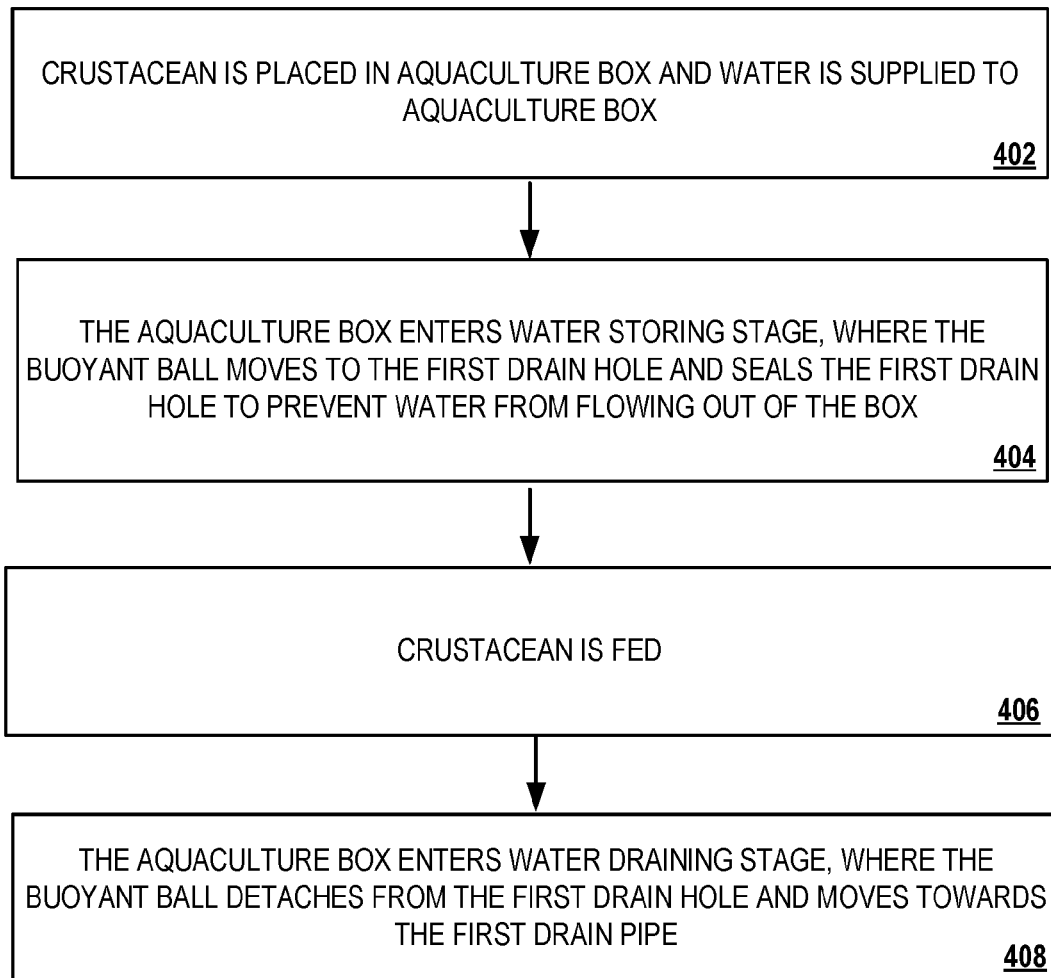 CRUSTACEAN IS PLACED IN AQUACULTURE BOX AND WATER IS SUPPLIED TO
AQUACULTURE BOX
402
THE AQUACULTURE BOX ENTERS WATER STORING STAGE, WHERE THE
BUOYANT BALL MOVES TO THE FIRST DRAIN HOLE AND SEALS THE FIRST DRAIN
HOLE TO PREVENT WATER FROM FLOWING OUT OF THE BOX
404
CRUSTACEAN IS FED
406
THE AQUACULTURE BOX ENTERS WATER DRAINING STAGE, WHERE THE
BUOYANT BALL DETACHES FROM THE FIRST DRAIN HOLE AND MOVES TOWARDS
THE FIRST DRAIN PIPE
408